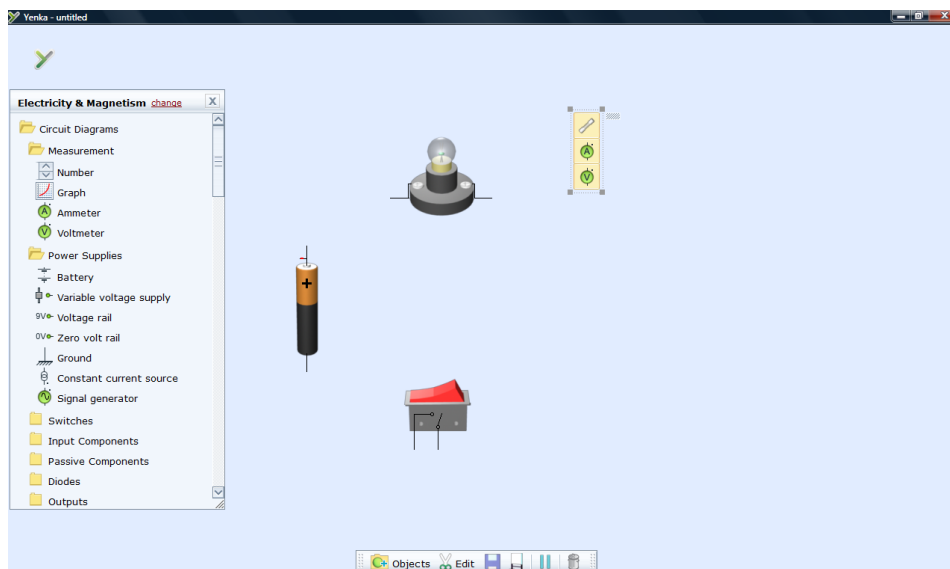 Yenka - untitled
Electricity & Magnetism change X
Circuit Diagrams
Measurement
Number
Graph
A Ammeter
V Voltmeter
Power Supplies
Battery
Variable voltage supply
9V Voltage rail
0V Zero volt rail
Ground
Constant current source
Signal generator
Switches
Input Components
Passive Components
Diodes
Outputs
A
V
+
Objects Edit